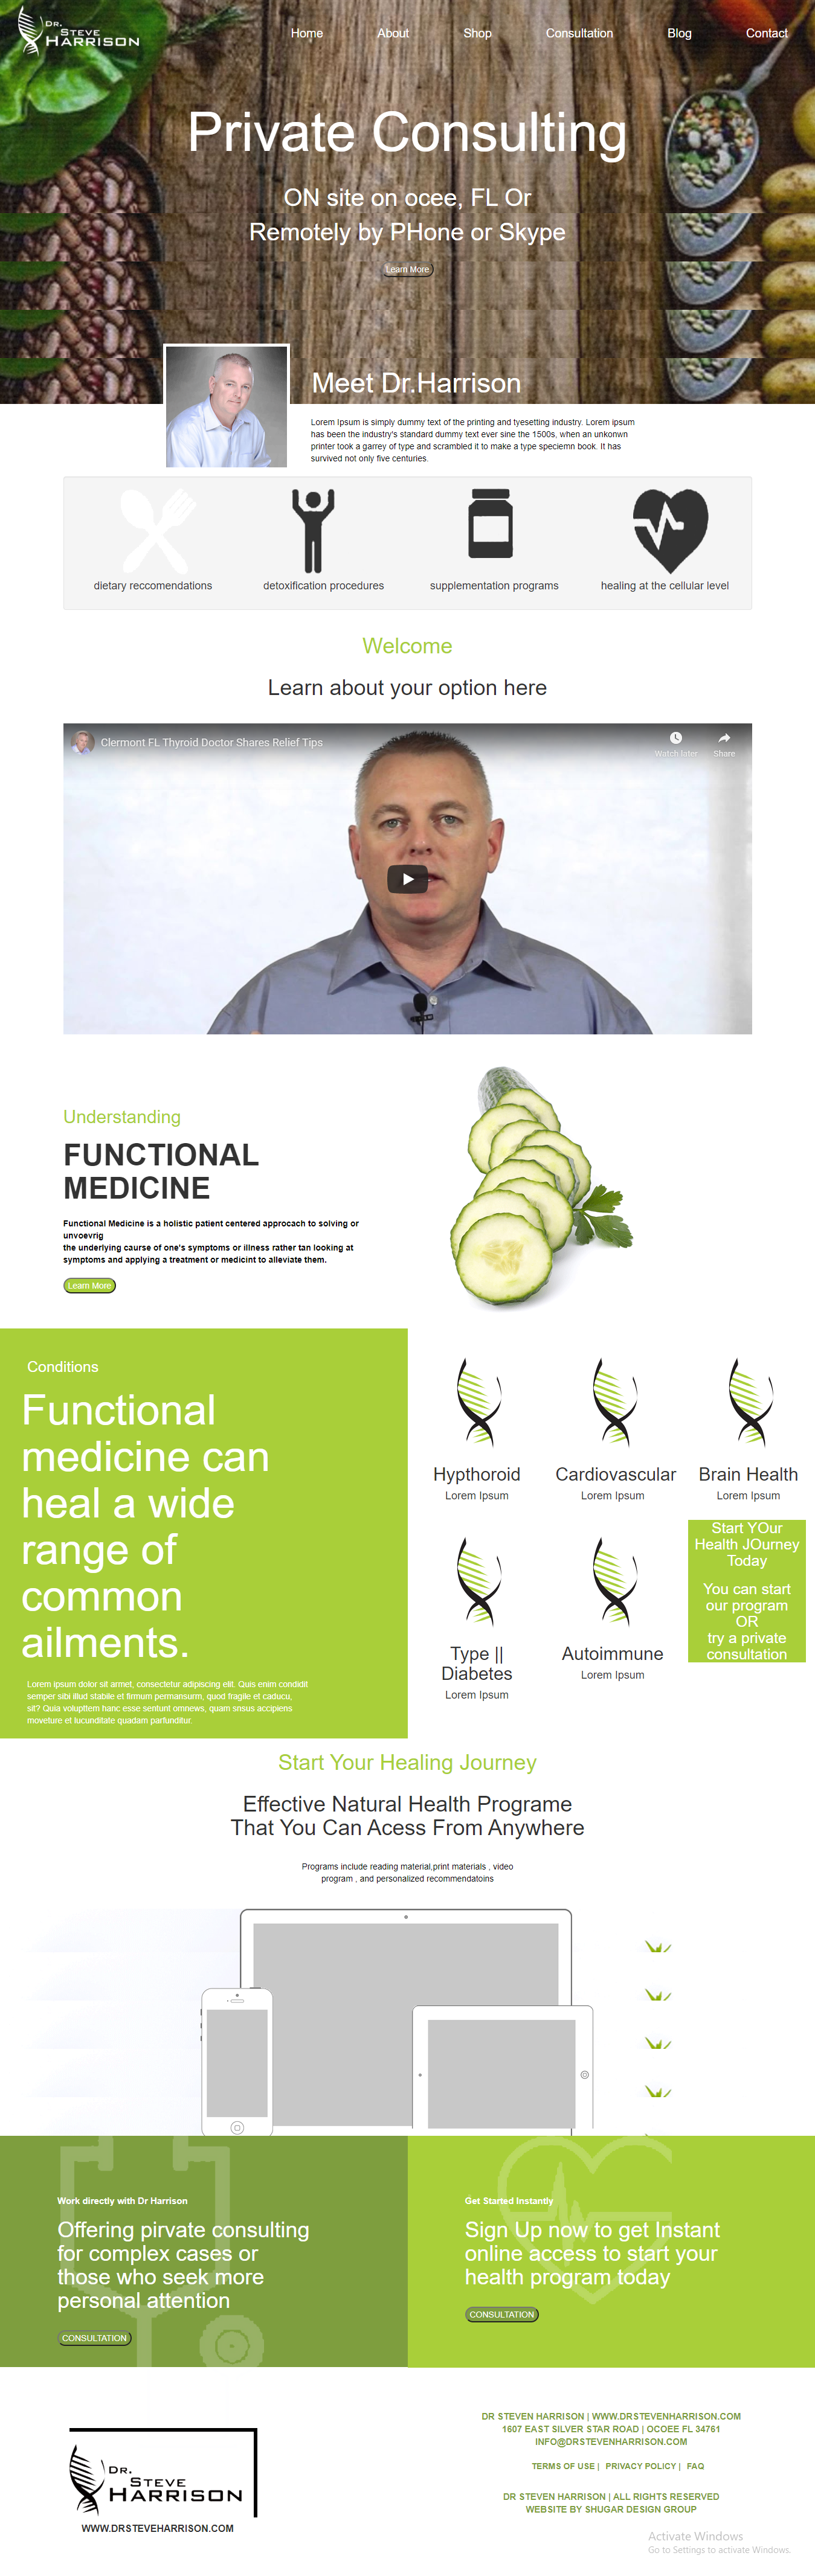 DR.
STEVE
HARRISON
Home About Shop Consultation Blog Contact
Private Consulting
ON site on ocee, FL Or
Remotely by PHone or Skype
Learn More
Meet Dr.Harrison
Lorem Ipsum is simply dummy text of the printing and tyesetting industry. Lorem ipsum
has been the industry's standard dummy text ever sine the 1500s, when an unkonwn
printer took a garrey of type and scrambled it to make a type speciemn book. It has
survived not only five centuries.
dietary reccomendations
detoxification procedures
supplementation programs
healing at the cellular level
Welcome
Learn about your option here
Clermont FL Thyroid Doctor Shares Relief Tips
Watch later
Share
Understanding
FUNCTIONAL
MEDICINE
Functional Medicine is a holistic patient centered approcach to solving or
unvoevrig
the underlying caurse of one's symptoms or illness rather tan looking at
symptoms and applying a treatment or medicint to alleviate them.
Learn More
Conditions
Functional
medicine can
heal a wide
range of
common
ailments.
Lorem ipsum dolor sit armet, consectetur adipiscing elit. Quis enim condidit
semper sibi illud stabile et firmum permansurm, quod fragile et caducu,
sit? Quia volupttem hanc esse sentunt omnews, quam snsus accipiens
moveture et lucunditate quadam parfunditur.
Hypthoroid
Lorem Ipsum
Cardiovascular
Lorem Ipsum
Brain Health
Lorem Ipsum
Type ||
Diabetes
Lorem Ipsum
Autoimmune
Lorem Ipsum
Start YOur
Health JOurney
Today
You can start
our program
OR
try a private
consultation
Start Your Healing Journey
Effective Natural Health Programe
That You Can Acess From Anywhere
Programs include reading material,print materials , video
program , and personalized recommendatoins
Work directly with Dr Harrison
Offering pirvate consulting
for complex cases or
those who seek more
personal attention
CONSULTATION
Get Started Instantly
Sign Up now to get Instant
online access to start your
health program today
CONSULTATION
DR.
STEVE
HARRISON
WWW.DRSTEVEHARRISON.COM
DR STEVEN HARRISON | WWW.DRSTEVENHARRISON.COM
1607 EAST SILVER STAR ROAD | OCOEE FL 34761
INFO@DRSTEVENHARRISON.COM
TERMS OF USE | PRIVACY POLICY | FAQ
DR STEVEN HARRISON | ALL RIGHTS RESERVED
WEBSITE BY SHUGAR DESIGN GROUP
Activate Windows
Go to Settings to activate Windows.